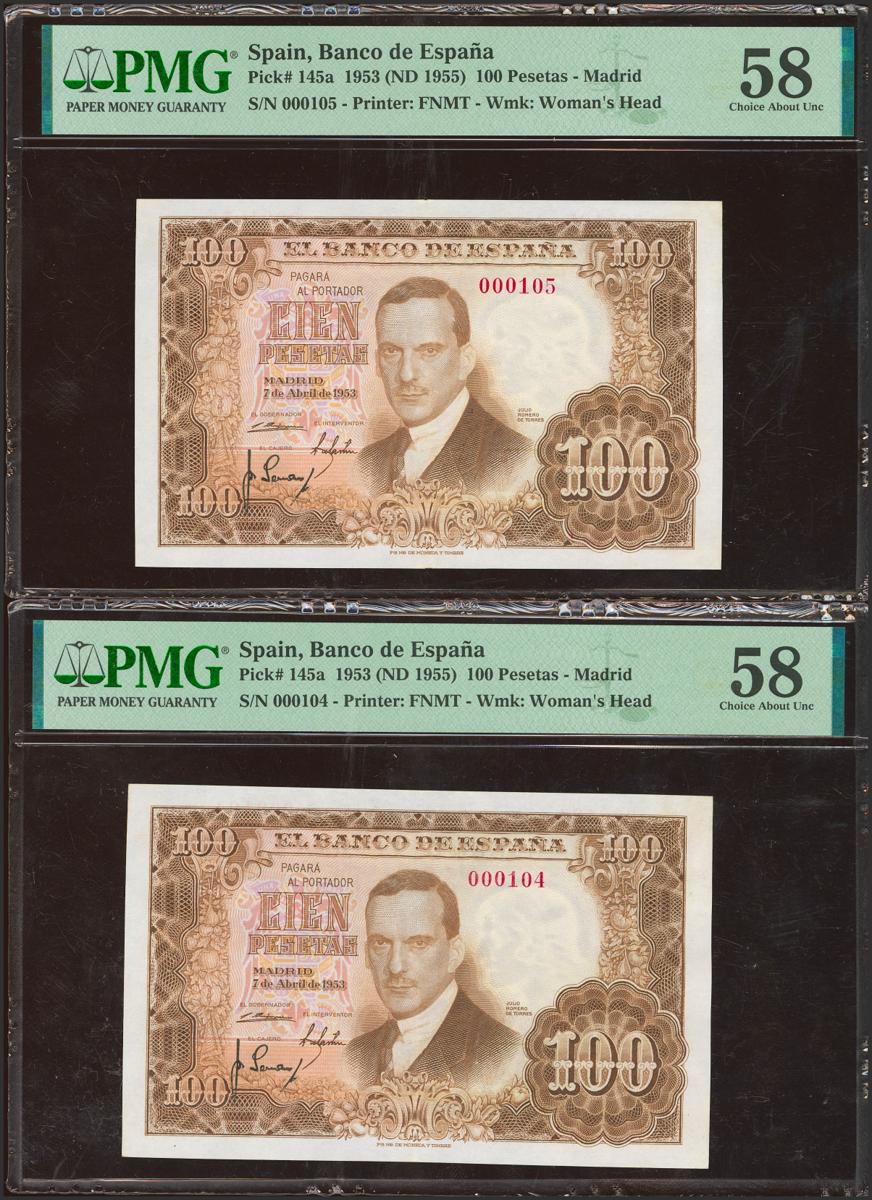 PMG®
PAPER MONEY GUARANTY
Spain, Banco de España
Pick# 145a 1953 (ND 1955) 100 Pesetas - Madrid
S/N 000105 - Printer: FNMT - Wmk: Woman's Head
58
Choice About Unc
100
EL BANCO DE ESPAÑA
100
PAGARÁ
AL PORTADOR
000105
CIEN
PESETAS
MADRID
7 de Abril de 1953
EL GOBERNADOR
EL INTERVENTOR
JULIO
ROMERO
DE TORRES
EL CAJERO
100
100
PMG®
PAPER MONEY GUARANTY
Spain, Banco de España
Pick# 145a 1953 (ND 1955) 100 Pesetas - Madrid
S/N 000104 - Printer: FNMT - Wmk: Woman's Head
58
Choice About Unc
100
EL BANCO DE ESPAÑA
100
PAGARÁ
AL PORTADOR
000104
CIEN
PESETAS
MADRID
7 de Abril de 1953
EL GOBERNADOR
EL INTERVENTOR
JULIO
ROMERO
DE TORRES
EL CAJERO
100
100